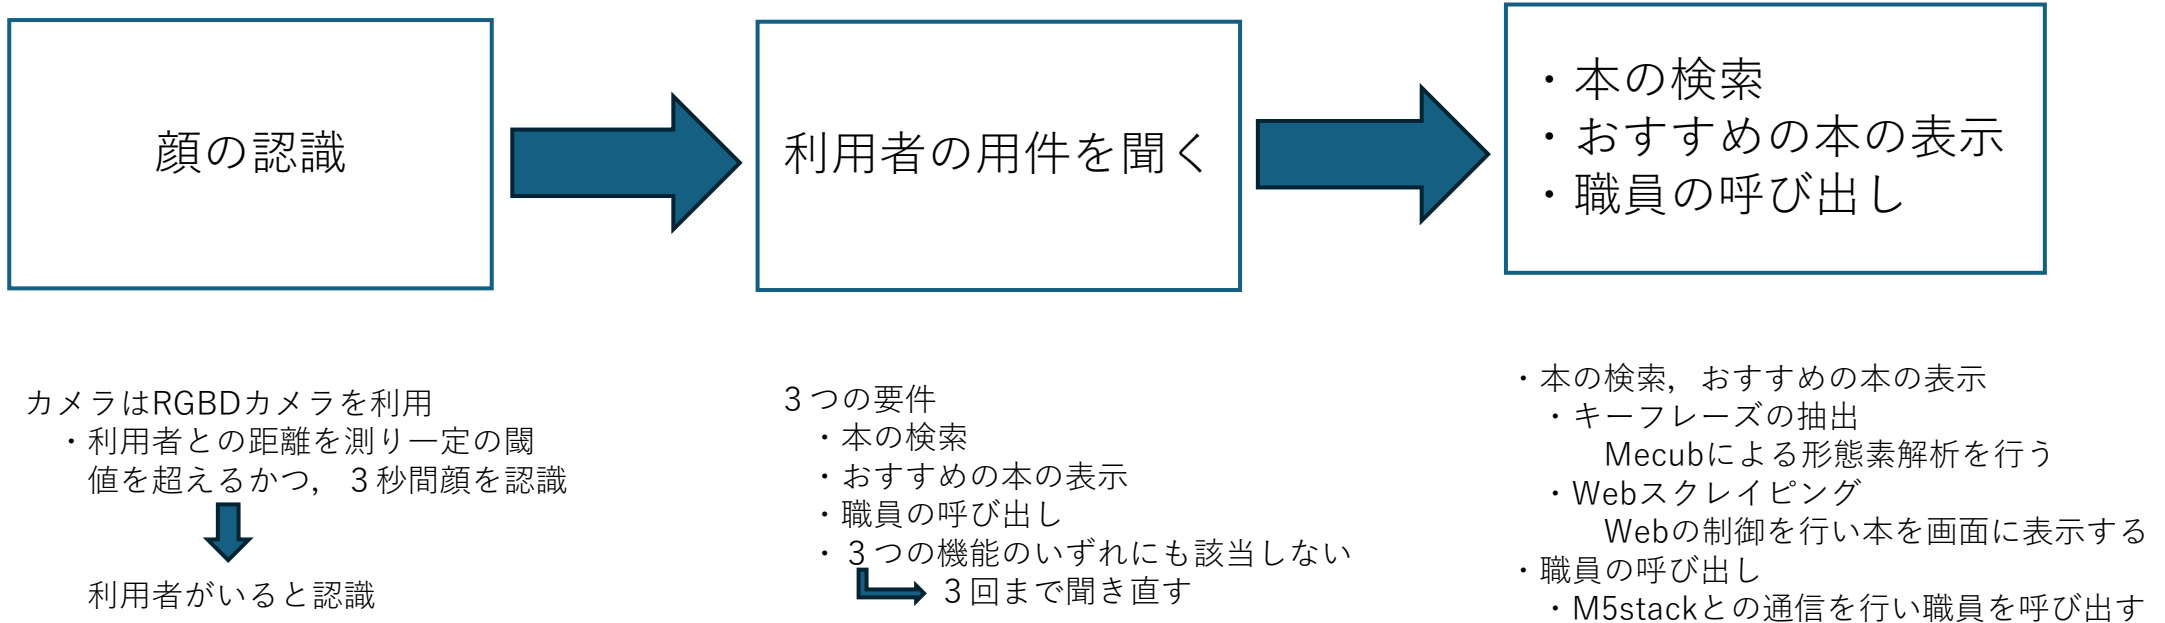 顔の認識
利用者の用件を聞く
・本の検索
・おすすめの本の表示
・職員の呼び出し
カメラはRGBDカメラを利用
・利用者との距離を測り一定の閾
値を超えるかつ，３秒間顔を認識
利用者がいると認識
３つの要件
・本の検索
・おすすめの本の表示
・職員の呼び出し
・３つの機能のいずれにも該当しない
３回まで聞き直す
・本の検索，おすすめの本の表示
・キーフレーズの抽出
Mecubによる形態素解析を行う
・Webスクレイピング
Webの制御を行い本を画面に表示する
・職員の呼び出し
・M5stackとの通信を行い職員を呼び出す